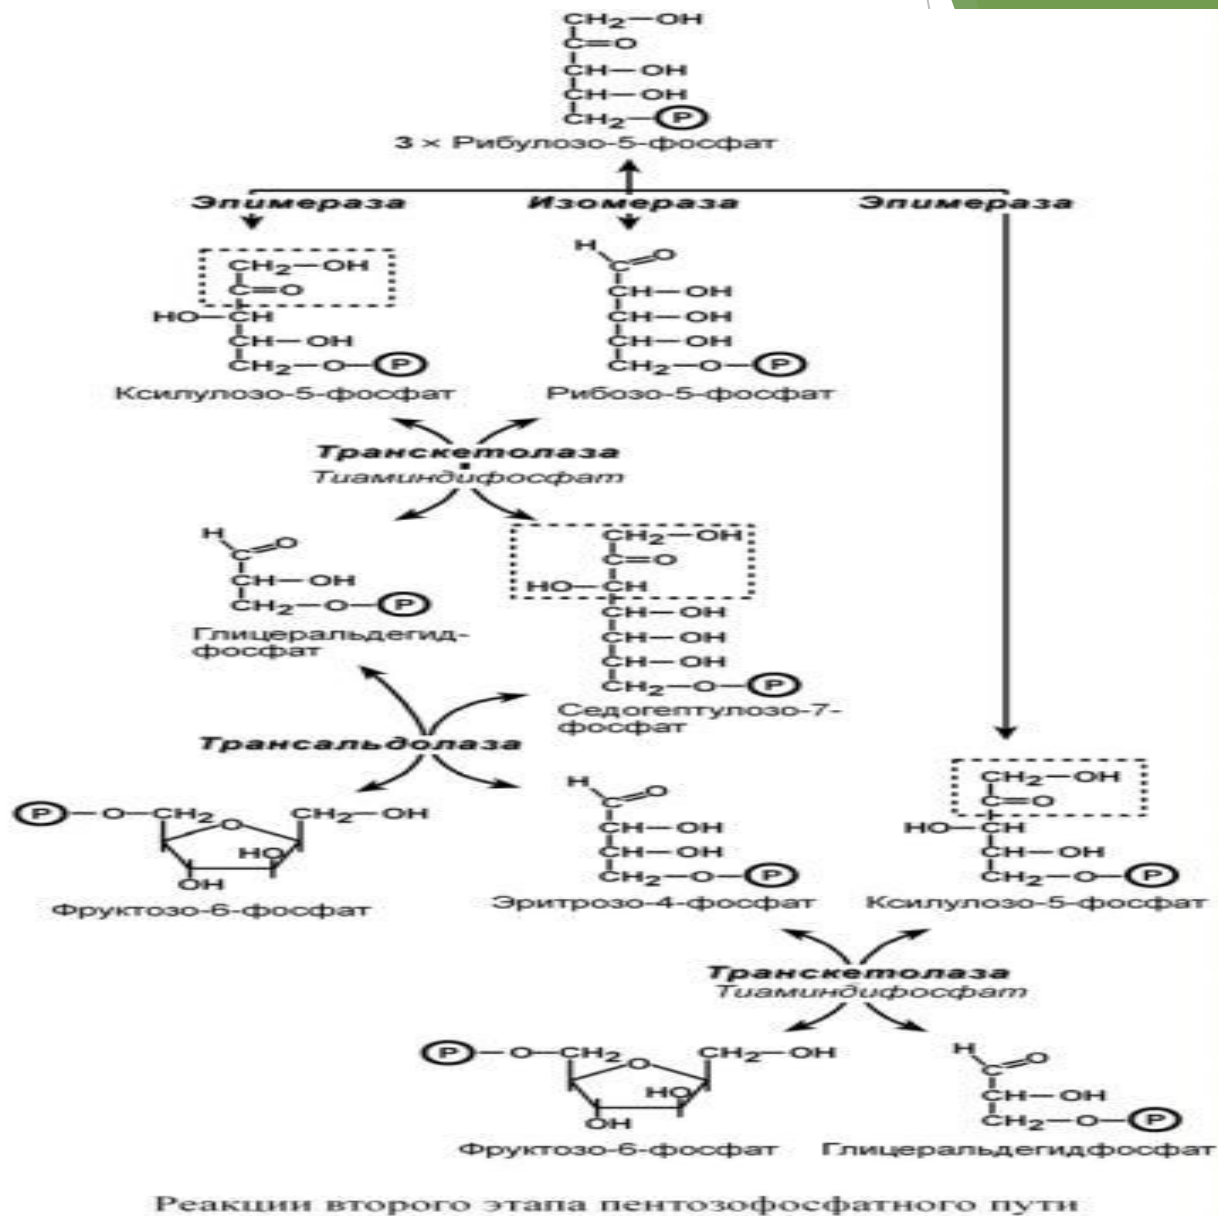 CH2—OH
C=O
CH—OH
CH—OH
CH2—P
3 × Рибулозо-5-фосфат
Эпимераза Изомераза Эпимераза
CH2—OH
C=O
HO—CH
CH—OH
CH2—O—P
Ксилулозо-5-фосфат
H
C=O
CH—OH
CH—OH
CH—OH
CH2—O—P
Рибозо-5-фосфат
Транскетолаза
Тиаминдифосфат
H
C=O
CH—OH
CH2—O—P
Глицеральдегид-
фосфат
CH2—OH
C=O
HO—CH
CH—OH
CH—OH
CH—OH
CH2—O—P
Седогептулозо-7-
фосфат
Трансальдолаза
P—O—CH2 O CH2—OH
HO
OH
Фруктозо-6-фосфат
H
C=O
CH—OH
CH—OH
CH2—O—P
Эритрозо-4-фосфат
CH2—OH
C=O
HO—CH
CH—OH
CH2—O—P
Ксилулозо-5-фосфат
Транскетолаза
Тиаминдифосфат
P—O—CH2 O CH2—OH
HO
OH
Фруктозо-6-фосфат
H
C=O
CH—OH
CH2—O—P
Глицеральдегидфосфат
Реакции второго этапа пентозофосфатного пути